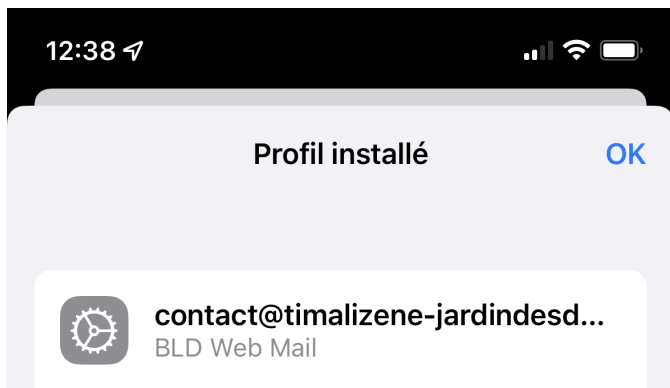 12:38
Profil installé
OK
contact@timalizene-jardindesd...
BLD Web Mail